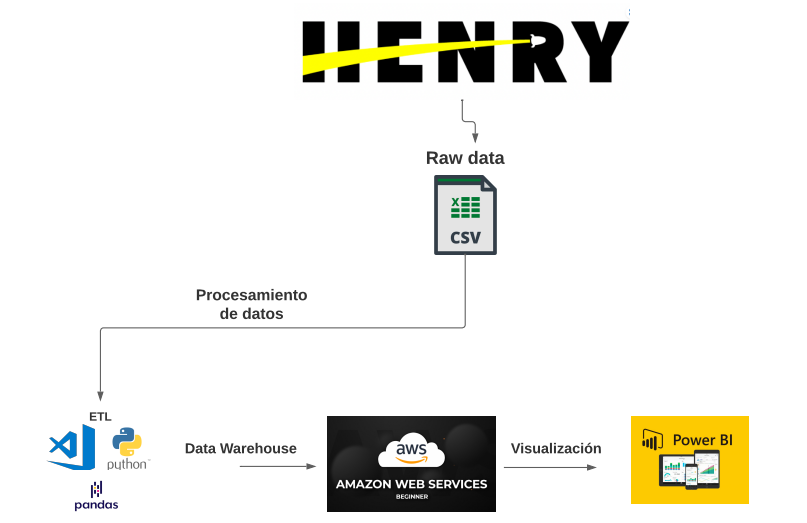 HENRY
Raw data
X
CSV
Procesamiento
de datos
ETL
python™
pandas
Data Warehouse
aws
AMAZON WEB SERVICES
BEGINNER
Visualización
Power BI